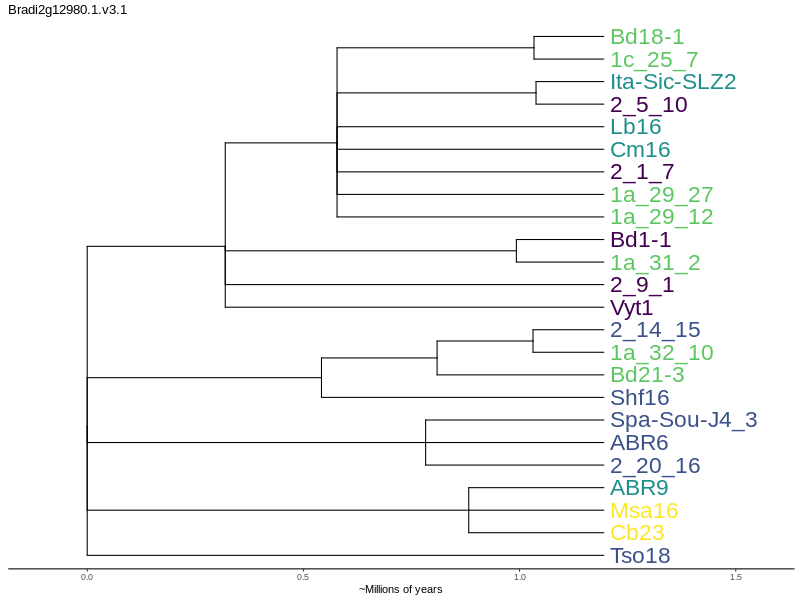 Bradi2g12980.1.v3.1
Bd18-1
1c_25_7
Ita-Sic-SLZ2
2_5_10
Lb16
Cm16
2_1_7
1a_29_27
1a_29_12
Bd1-1
1a_31_2
2_9_1
Vyt1
2_14_15
1a_32_10
Bd21-3
Shf16
Spa-Sou-J4_3
ABR6
2_20_16
ABR9
Msa16
Cb23
Tso18
0.0 0.5 1.0 1.5
~Millions of years